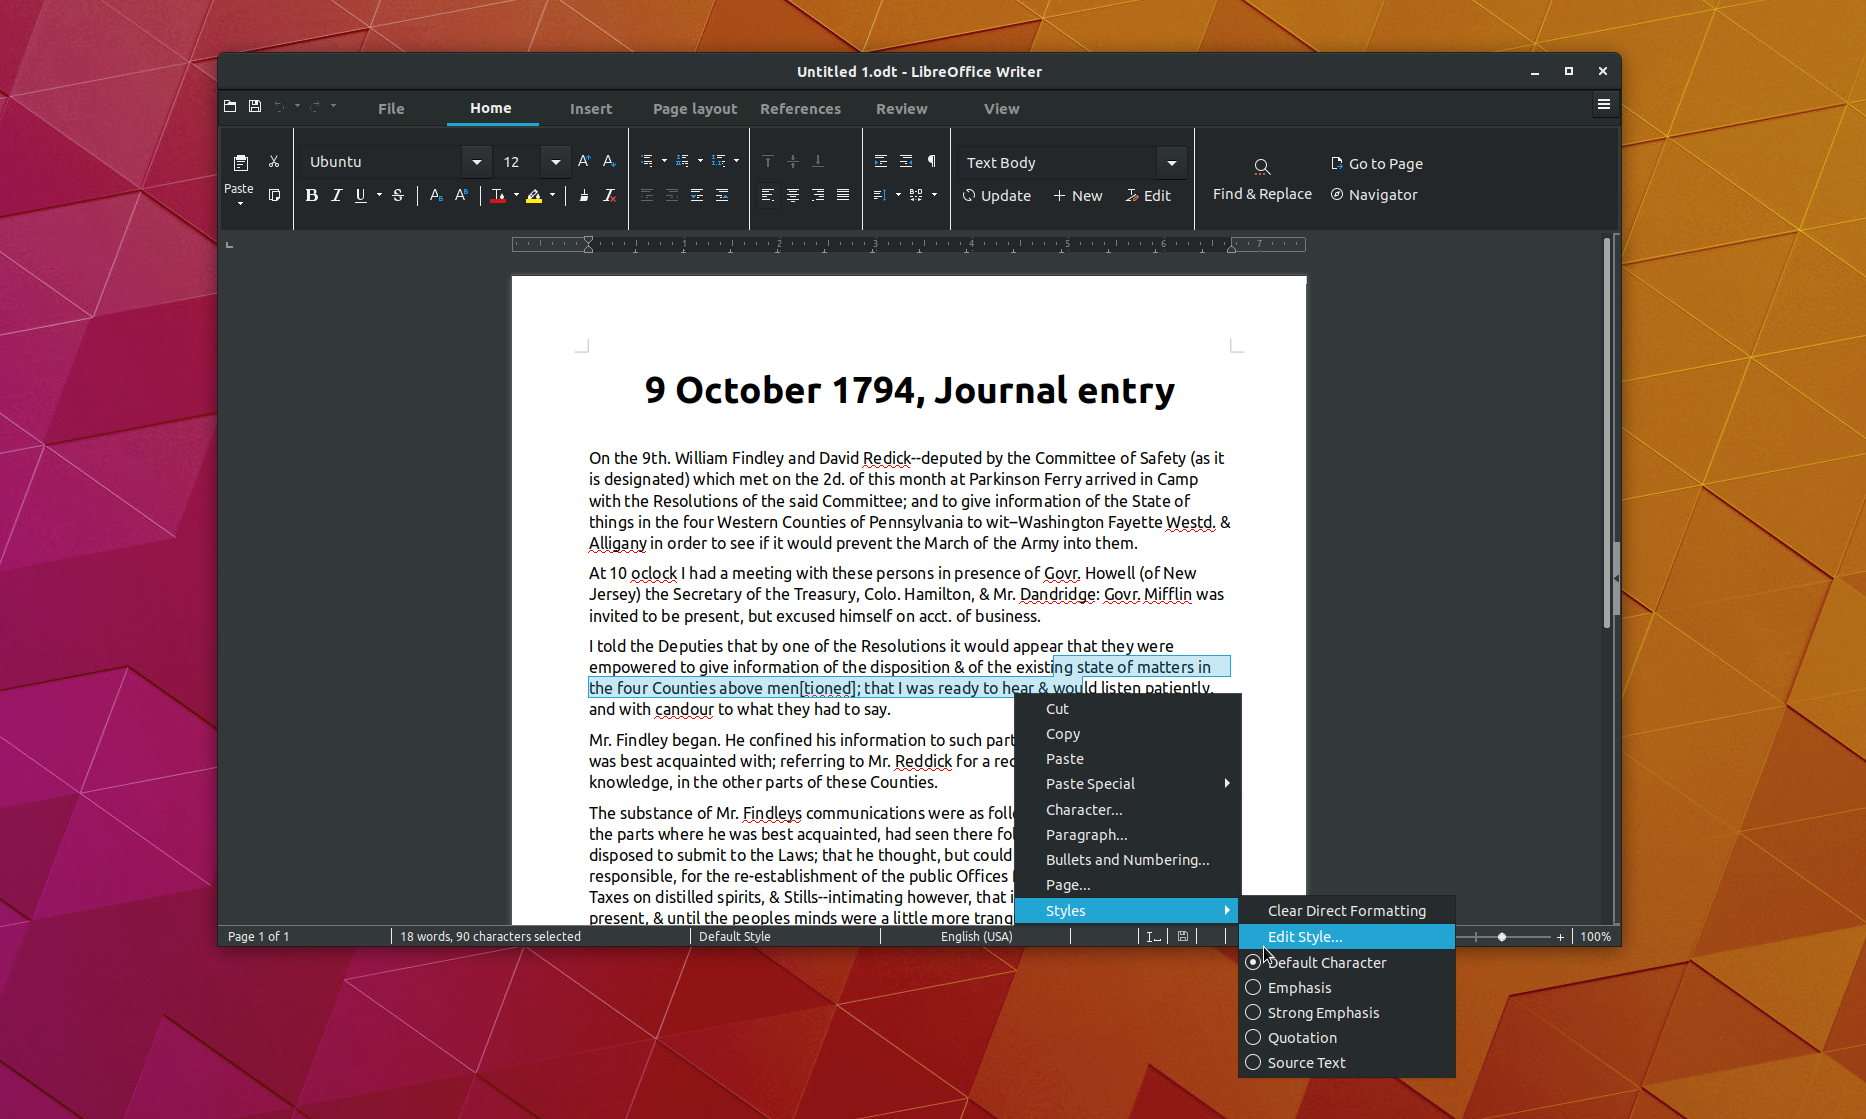 Untitled 1.odt - LibreOffice Writer
File Home Insert Page layout References Review View
Paste
Ubuntu 12
Text Body
Update New Edit
Find & Replace
Go to Page
Navigator
1 2 3 4 5 6 7
9 October 1794, Journal entry
On the 9th. William Findley and David Redick--deputed by the Committee of Safety (as it
is designated) which met on the 2d. of this month at Parkinson Ferry arrived in Camp
with the Resolutions of the said Committee; and to give information of the State of
things in the four Western Counties of Pennsylvania to wit–Washington Fayette Westd. &
Alligany in order to see if it would prevent the March of the Army into them.
At 10 oclock I had a meeting with these persons in presence of Govr. Howell (of New
Jersey) the Secretary of the Treasury, Colo. Hamilton, & Mr. Dandridge: Govr. Mifflin was
invited to be present, but excused himself on acct. of business.
I told the Deputies that by one of the Resolutions it would appear that they were
empowered to give information of the disposition & of the existing state of matters in
the four Counties above men[tioned]; that I was ready to hear & would listen patiently,
and with candour to what they had to say.
Mr. Findley began. He confined his information to such part
was best acquainted with; referring to Mr. Reddick for a rec
knowledge, in the other parts of these Counties.
The substance of Mr. Findleys communications were as foll
the parts where he was best acquainted, had seen there fol
disposed to submit to the Laws; that he thought, but could
responsible, for the re-establishment of the public Offices
Taxes on distilled spirits, & Stills--intimating however, that i
present, & until the peoples minds were a little more tranq
Cut
Copy
Paste
Paste Special
Character...
Paragraph...
Bullets and Numbering...
Page...
Styles
Clear Direct Formatting
Edit Style...
Default Character
Emphasis
Strong Emphasis
Quotation
Source Text
Page 1 of 1
18 words, 90 characters selected
Default Style
English (USA)
100%